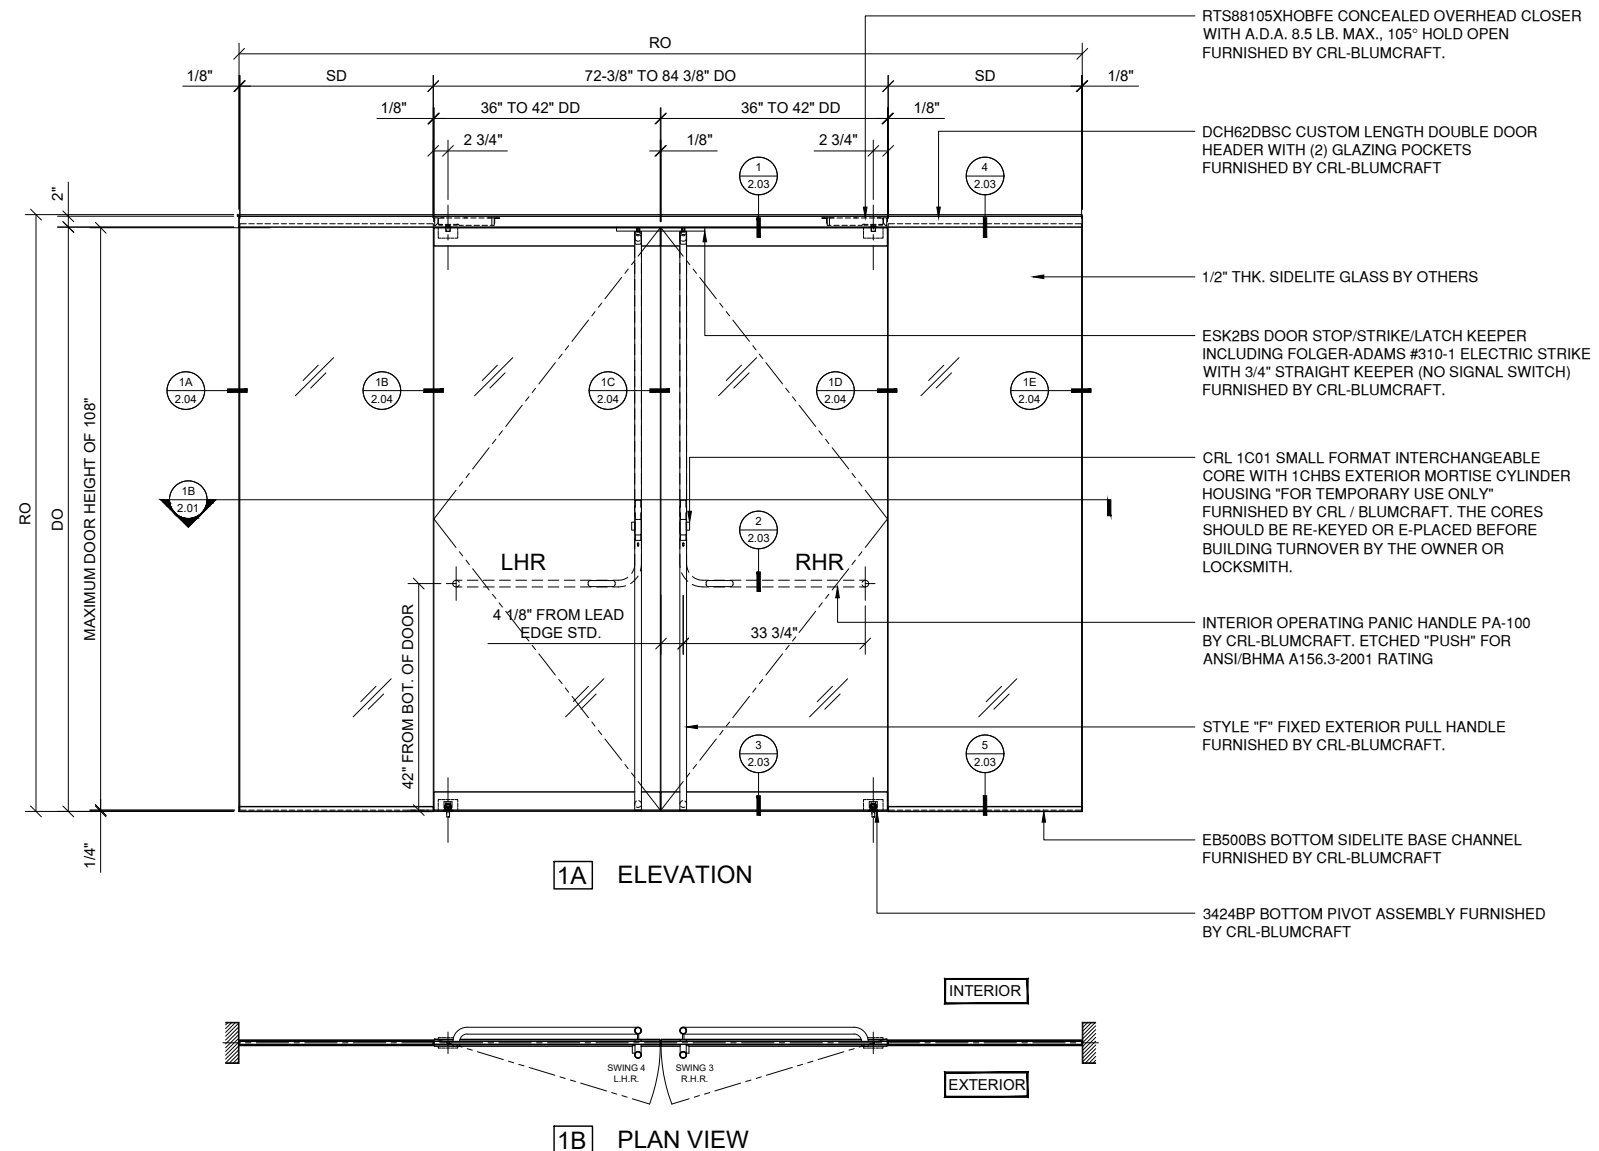 RO
1/8"
SD
72-3/8" TO 84 3/8" DO
SD
1/8"
1/8"
36" TO 42" DD
36" TO 42" DD
1/8"
2 3/4"
1/8"
2 3/4"
1
2.03
4
2.03
2"
RTS88105XHOBFE CONCEALED OVERHEAD CLOSER
WITH A.D.A. 8.5 LB. MAX., 105° HOLD OPEN
FURNISHED BY CRL-BLUMCRAFT.
DCH62DBSC CUSTOM LENGTH DOUBLE DOOR
HEADER WITH (2) GLAZING POCKETS
FURNISHED BY CRL-BLUMCRAFT
1/2" THK. SIDELITE GLASS BY OTHERS
ESK2BS DOOR STOP/STRIKE/LATCH KEEPER
INCLUDING FOLGER-ADAMS #310-1 ELECTRIC STRIKE
WITH 3/4" STRAIGHT KEEPER (NO SIGNAL SWITCH)
FURNISHED BY CRL-BLUMCRAFT.
1A
2.04
1B
2.04
1C
2.04
1D
2.04
1E
2.04
RO
DO
MAXIMUM DOOR HEIGHT OF 108"
1B
2.01
CRL 1C01 SMALL FORMAT INTERCHANGEABLE
CORE WITH 1CHBS EXTERIOR MORTISE CYLINDER
HOUSING "FOR TEMPORARY USE ONLY"
FURNISHED BY CRL / BLUMCRAFT. THE CORES
SHOULD BE RE-KEYED OR E-PLACED BEFORE
BUILDING TURNOVER BY THE OWNER OR
LOCKSMITH.
2
2.03
LHR
RHR
4 1/8" FROM LEAD
EDGE STD.
33 3/4"
42" FROM BOT. OF DOOR
INTERIOR OPERATING PANIC HANDLE PA-100
BY CRL-BLUMCRAFT. ETCHED "PUSH" FOR
ANSI/BHMA A156.3-2001 RATING
STYLE "F" FIXED EXTERIOR PULL HANDLE
FURNISHED BY CRL-BLUMCRAFT.
3
2.03
5
2.03
1/4"
EB500BS BOTTOM SIDELITE BASE CHANNEL
FURNISHED BY CRL-BLUMCRAFT
3424BP BOTTOM PIVOT ASSEMBLY FURNISHED
BY CRL-BLUMCRAFT
1A ELEVATION
INTERIOR
SWING 4
L.H.R.
SWING 3
R.H.R.
EXTERIOR
1B PLAN VIEW